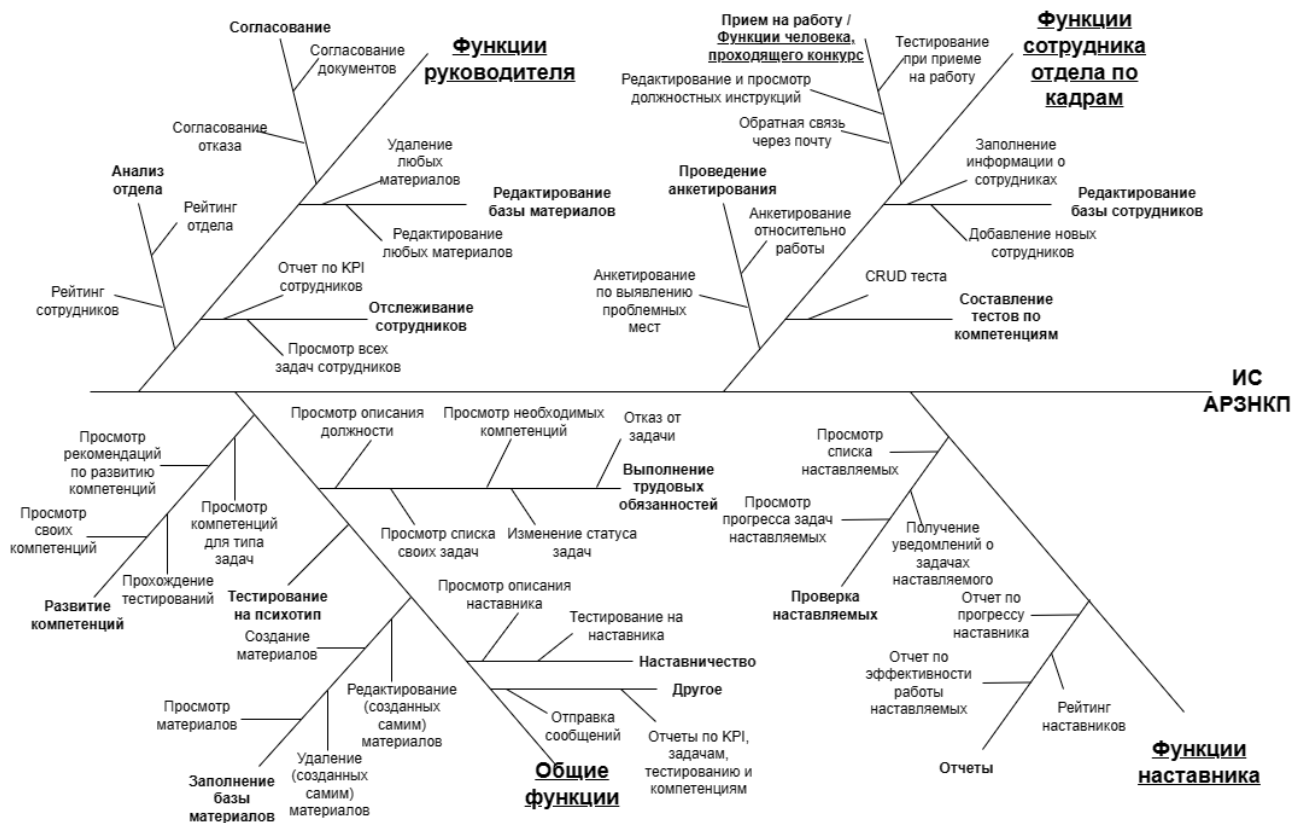 Согласование
Согласование
документов
Функции
руководителя
Согласование
отказа
Анализ
отдела
Рейтинг
отдела
Рейтинг
сотрудников
Удаление
любых
материалов
Редактирование
базы материалов
Редактирование
любых материалов
Отчет по KPI
сотрудников
Отслеживание
сотрудников
Просмотр всех
задач сотрудников
Прием на работу /
Функции человека,
проходящего конкурс
Тестирование
при приеме
на работу
Функции
сотрудника
отдела по
кадрам
Редактирование и просмотр
должностных инструкций
Обратная связь
через почту
Проведение
анкетирования
Анкетирование
относительно
работы
Анкетирование
по выявлению
проблемных
мест
Заполнение
информации о
сотрудниках
Редактирование
базы сотрудников
Добавление новых
сотрудников
CRUD теста
Составление
тестов по
компетенциям
ИС
АРЗНКП
Просмотр
рекомендаций
по развитию
компетенций
Просмотр
своих
компетенций
Просмотр
компетенций
для типа
задач
Прохождение
тестирований
Развитие
компетенций
Просмотр описания
должности
Просмотр необходимых
компетенций
Отказ от
задачи
Выполнение
трудовых
обязанностей
Просмотр списка
своих задач
Изменение статуса
задач
Тестирование
на психотип
Создание
материалов
Просмотр
материалов
Редактирование
(созданных
самим)
материалов
Удаление
(созданных
самим)
материалов
Заполнение
базы
материалов
Просмотр описания
наставника
Тестирование на
наставника
Наставничество
Другое
Отправка
сообщений
Отчеты по KPI,
задачам,
тестированию и
компетенциям
Общие
функции
Просмотр
списка
наставляемых
Просмотр
прогресса задач
наставляемых
Получение
уведомлений о
задачах
наставляемого
Проверка
наставляемых
Отчет по
прогрессу
наставника
Отчет по
эффективности
работы
наставляемых
Рейтинг
наставников
Отчеты
Функции
наставника